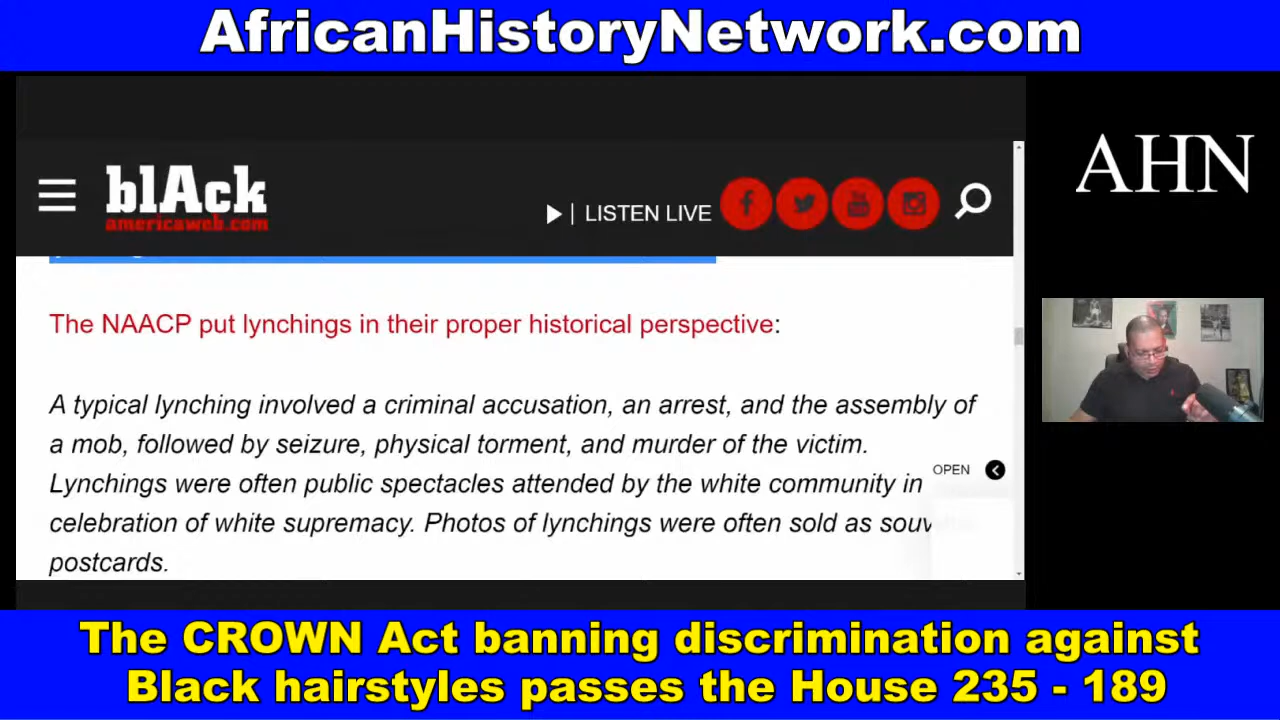 AfricanHistoryNetwork.com
AHN
blAck
americaweb.com
LISTEN LIVE
The NAACP put lynchings in their proper historical perspective:
A typical lynching involved a criminal accusation, an arrest, and the assembly of
a mob, followed by seizure, physical torment, and murder of the victim.
Lynchings were often public spectacles attended by the white community in
OPEN
celebration of white supremacy. Photos of lynchings were often sold as souv
postcards.
The CROWN Act banning discrimination against
Black hairstyles passes the House 235 - 189